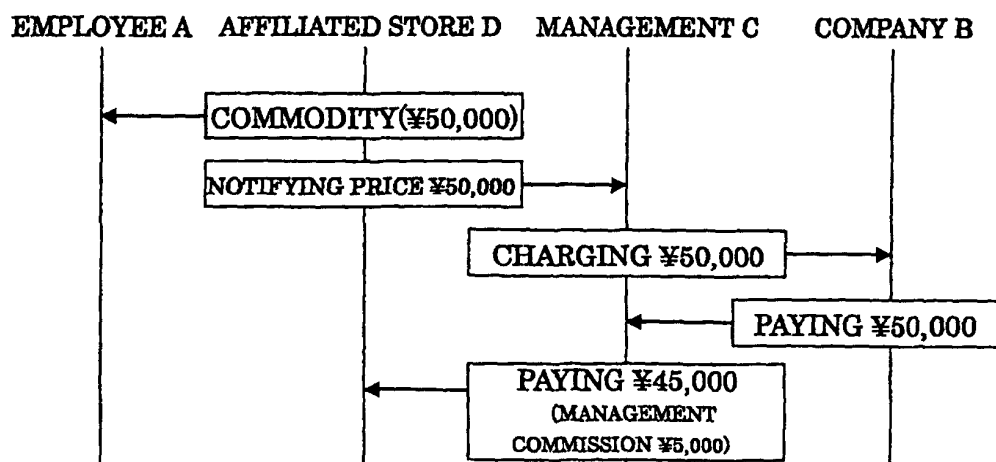 EMPLOYEE A AFFILIATED STORE D MANAGEMENT C COMPANY B
COMMODITY(¥50,000)
NOTIFYING PRICE ¥50,000
CHARGING ¥50,000
PAYING ¥50,000
PAYING ¥45,000
(MANAGEMENT
COMMISSION ¥5,000)